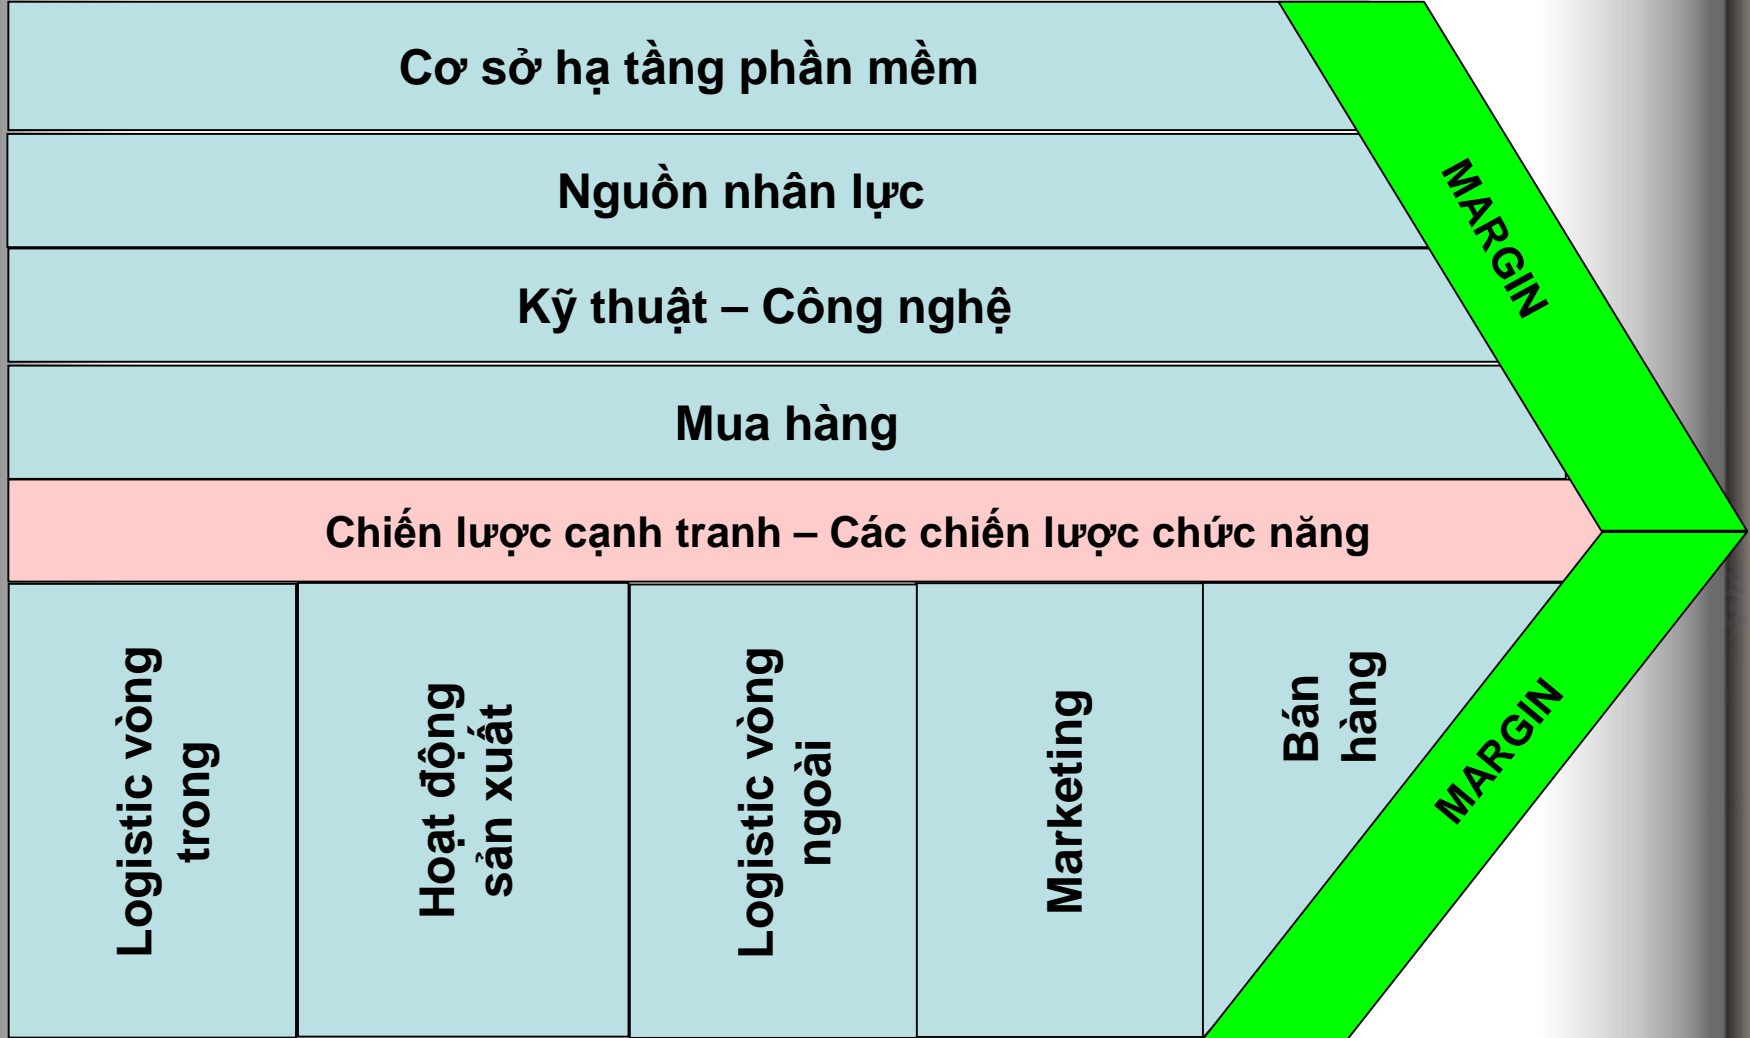 Cơ sở hạ tầng phần mềm
Nguồn nhân lực
Kỹ thuật – Công nghệ
Mua hàng
MARGIN
Chiến lược cạnh tranh – Các chiến lược chức năng
Logistic vòng
trong
Hoạt động
sản xuất
Logistic vòng
ngoài
Marketing
Bán
hàng
MARGIN